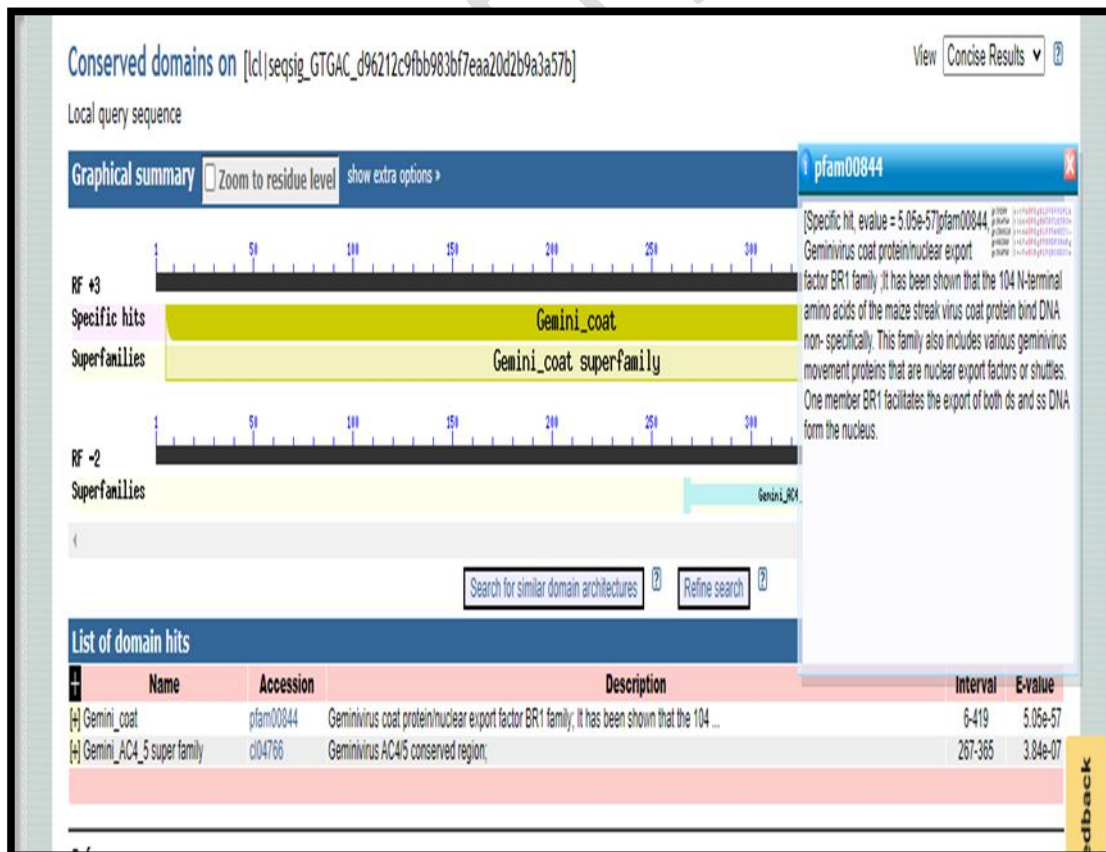 Conserved domains on [lcl|seqsig_GTGAC_d96212c9fbb983bf7eaa20d2b9a3a57b]
View Concise Results
Local query sequence
Graphical summary Zoom to residue level show extra options »
1 50 100 150 200 250 300
RF +3
Specific hits Gemini_coat
Superfamilies Gemini_coat superfamily
1 50 100 150 200 250 300
RF -2
Superfamilies Gemini_AC4_
pfam00844
[Specific hit, evalue = 5.05e-57]pfam00844,
Geminivirus coat protein/nuclear export
factor BR1 family ;It has been shown that the 104 N-terminal
amino acids of the maize streak virus coat protein bind DNA
non- specifically. This family also includes various geminivirus
movement proteins that are nuclear export factors or shuttles.
One member BR1 facilitates the export of both ds and ss DNA
form the nucleus.
Search for similar domain architectures ? Refine search ?
List of domain hits
+ Name Accession Description Interval E-value
[+] Gemini_coat pfam00844 Geminivirus coat protein/nuclear export factor BR1 family; It has been shown that the 104 ... 6-419 5.05e-57
[+] Gemini_AC4_5 super family cl04766 Geminivirus AC4/5 conserved region; 267-365 3.84e-07
edback